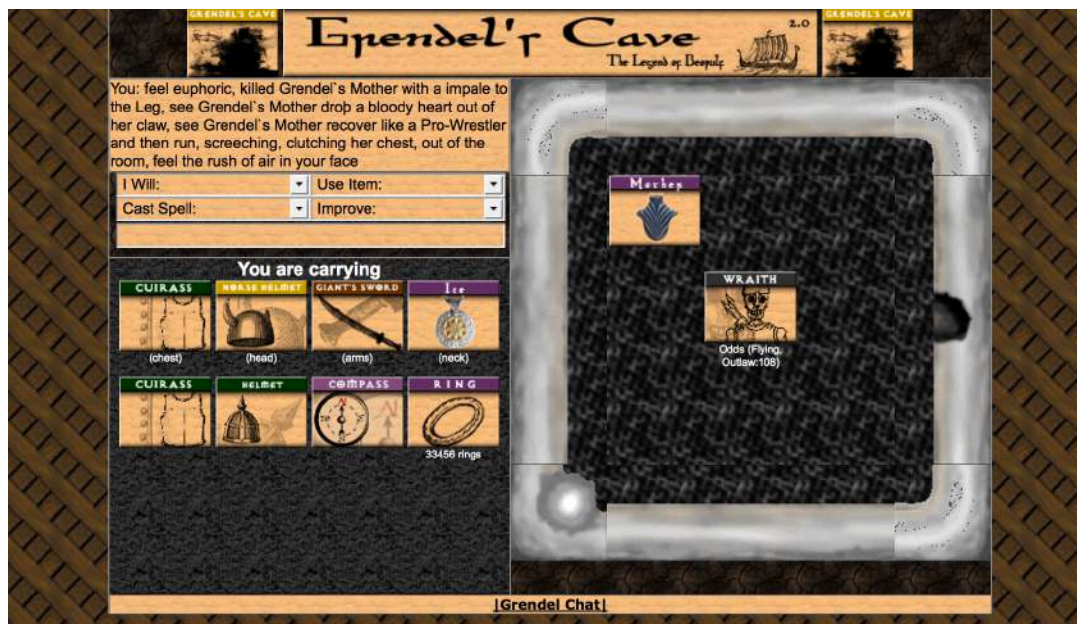 GRENDEL'S CAVE
Grendel's Cave
2.0
The Legend of Beowulf
GRENDEL'S CAVE
You: feel euphoric, killed Grendel`s Mother with a impale to
the Leg, see Grendel`s Mother drop a bloody heart out of
her claw, see Grendel`s Mother recover like a Pro-Wrestler
and then run, screeching, clutching her chest, out of the
room, feel the rush of air in your face
I Will:
Use Item:
Cast Spell:
Improve:
You are carrying
CUIRASS
NORSE HELMET
GIANT'S SWORD
Ice
(chest)
(head)
(arms)
(neck)
CUIRASS
HELMET
COMPASS
RING
N
33456 rings
Mother
WRAITH
Odds (Flying,
Outlaw:108)
|Grendel Chat|